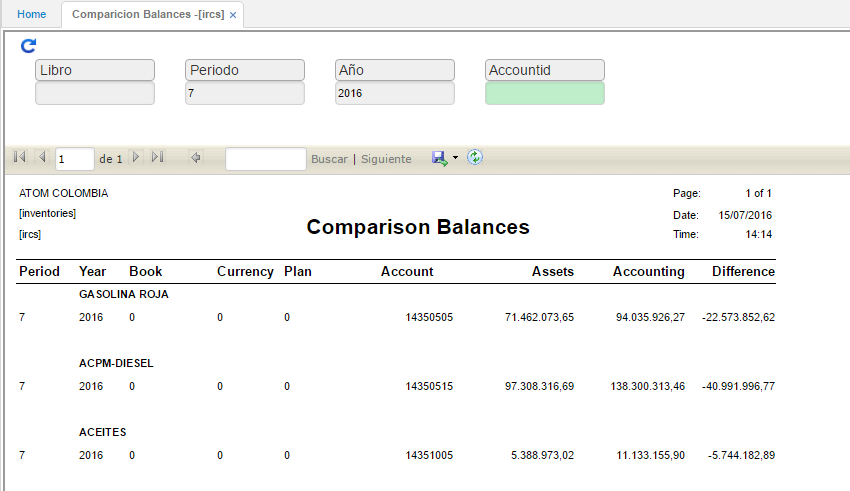 Home Comparicion Balances -[ircs] ×
Libro Periodo Año Accountid
7 2016
1 de 1 Buscar | Siguiente
ATOM COLOMBIA Page: 1 of 1
[inventories] Date: 15/07/2016
Comparison Balances
[ircs] Time: 14:14
Period Year Book Currency Plan Account Assets Accounting Difference
GASOLINA ROJA
7 2016 0 0 0 14350505 71.462.073,65 94.035.926,27 -22.573.852,62
ACPM-DIESEL
7 2016 0 0 0 14350515 97.308.316,69 138.300.313,46 -40.991.996,77
ACEITES
7 2016 0 0 0 14351005 5.388.973,02 11.133.155,90 -5.744.182,89